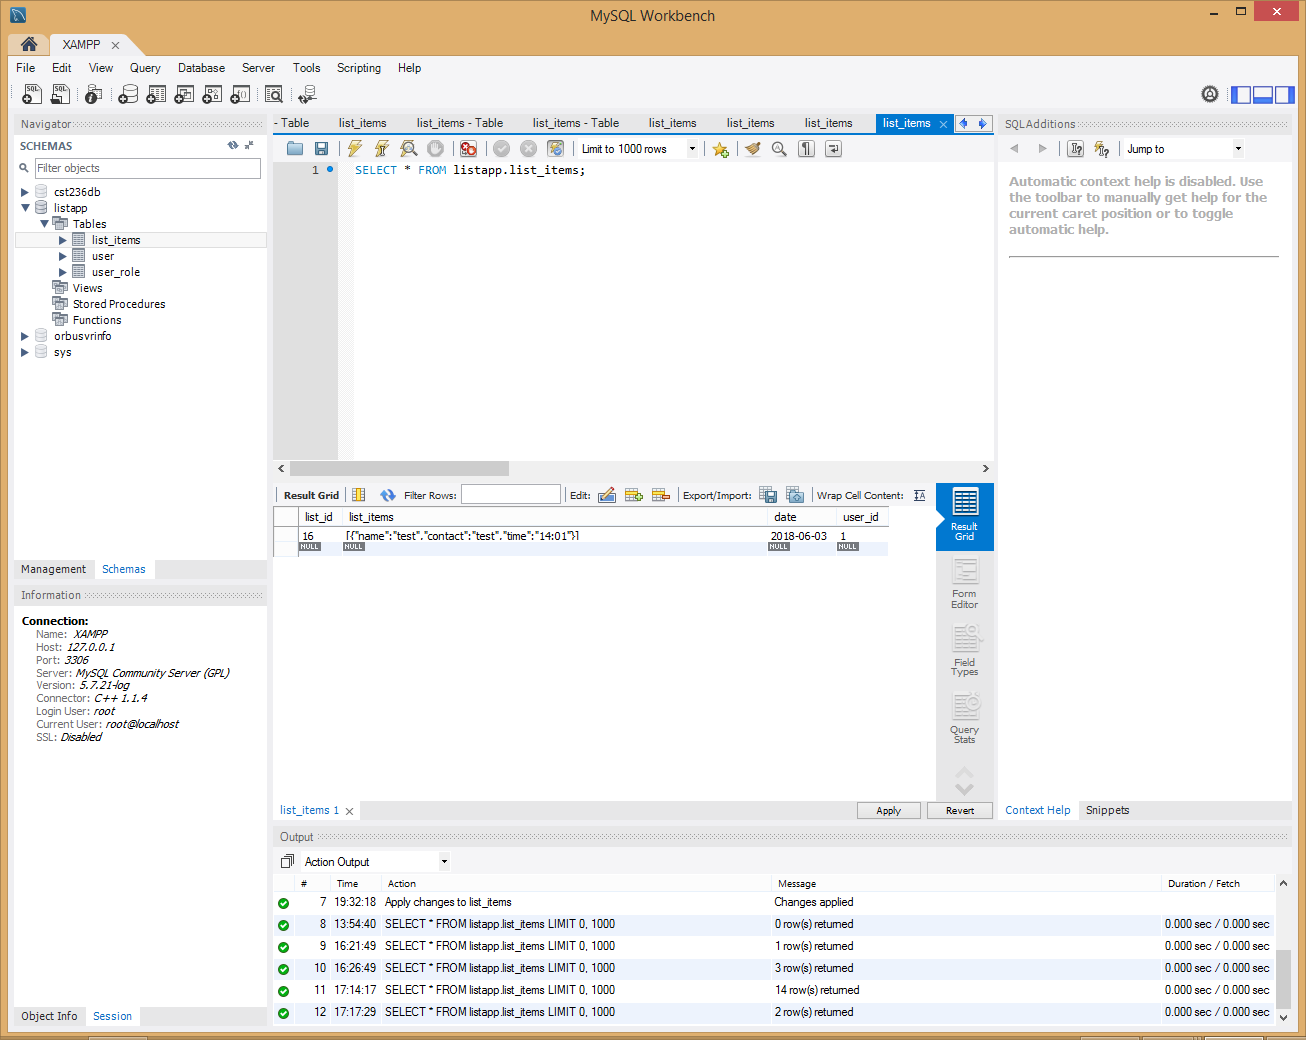 MySQL Workbench
XAMPP
File Edit View Query Database Server Tools Scripting Help
Navigator
SCHEMAS
Filter objects
cst236db
listapp
Tables
list_items
user
user_role
Views
Stored Procedures
Functions
orbusvrinfo
sys
Management Schemas
Information
Connection:
Name: XAMPP
Host: 127.0.0.1
Port: 3306
Server: MySQL Community Server (GPL)
Version: 5.7.21-log
Connector: C++ 1.1.4
Login User: root
Current User: root@localhost
SSL: Disabled
Object Info Session
- Table list_items list_items - Table list_items - Table list_items list_items list_items list_items
Limit to 1000 rows
1 SELECT * FROM listapp.list_items;
Result Grid Filter Rows: Edit: Export/Import: Wrap Cell Content:
list_id list_items date user_id
16 [{"name":"test","contact":"test","time":"14:01"}] 2018-06-03 1
NULL NULL NULL NULL
Result Grid
Form Editor
Field Types
Query Stats
list_items 1 Apply Revert
SQLAdditions
Jump to
Automatic context help is disabled. Use
the toolbar to manually get help for the
current caret position or to toggle
automatic help.
Context Help Snippets
Output
Action Output
# Time Action Message Duration / Fetch
7 19:32:18 Apply changes to list_items Changes applied
8 13:54:40 SELECT * FROM listapp.list_items LIMIT 0, 1000 0 row(s) returned 0.000 sec / 0.000 sec
9 16:21:49 SELECT * FROM listapp.list_items LIMIT 0, 1000 1 row(s) returned 0.000 sec / 0.000 sec
10 16:26:49 SELECT * FROM listapp.list_items LIMIT 0, 1000 3 row(s) returned 0.000 sec / 0.000 sec
11 17:14:17 SELECT * FROM listapp.list_items LIMIT 0, 1000 14 row(s) returned 0.000 sec / 0.000 sec
12 17:17:29 SELECT * FROM listapp.list_items LIMIT 0, 1000 2 row(s) returned 0.000 sec / 0.000 sec